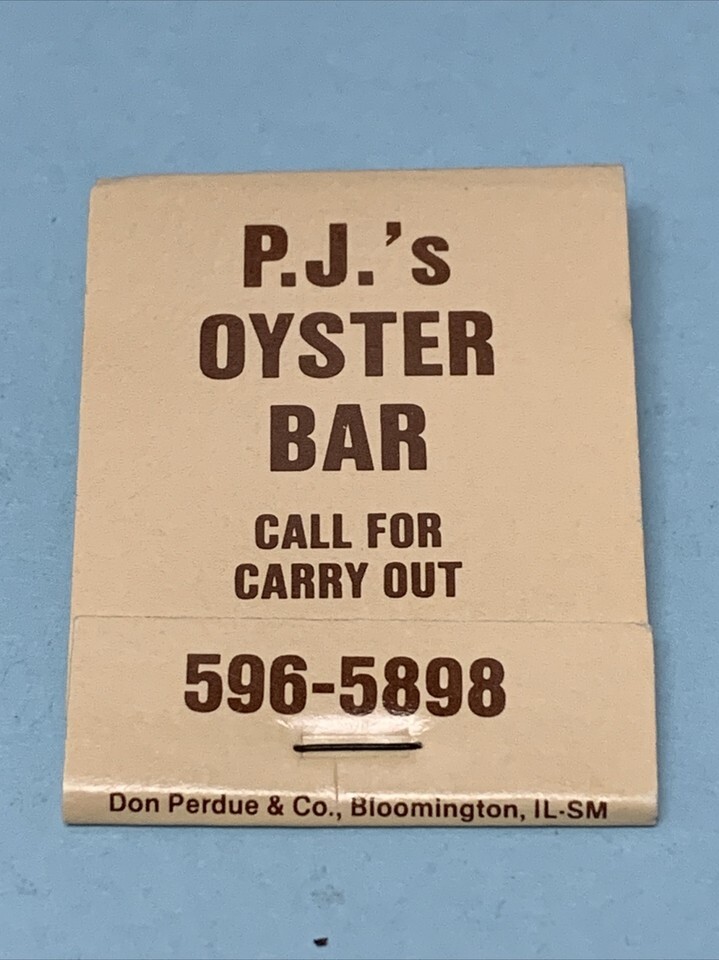 P.J.'s
OYSTER
BAR
CALL FOR
CARRY OUT
596-5898
Don Perdue & Co., Bloomington, IL-SM